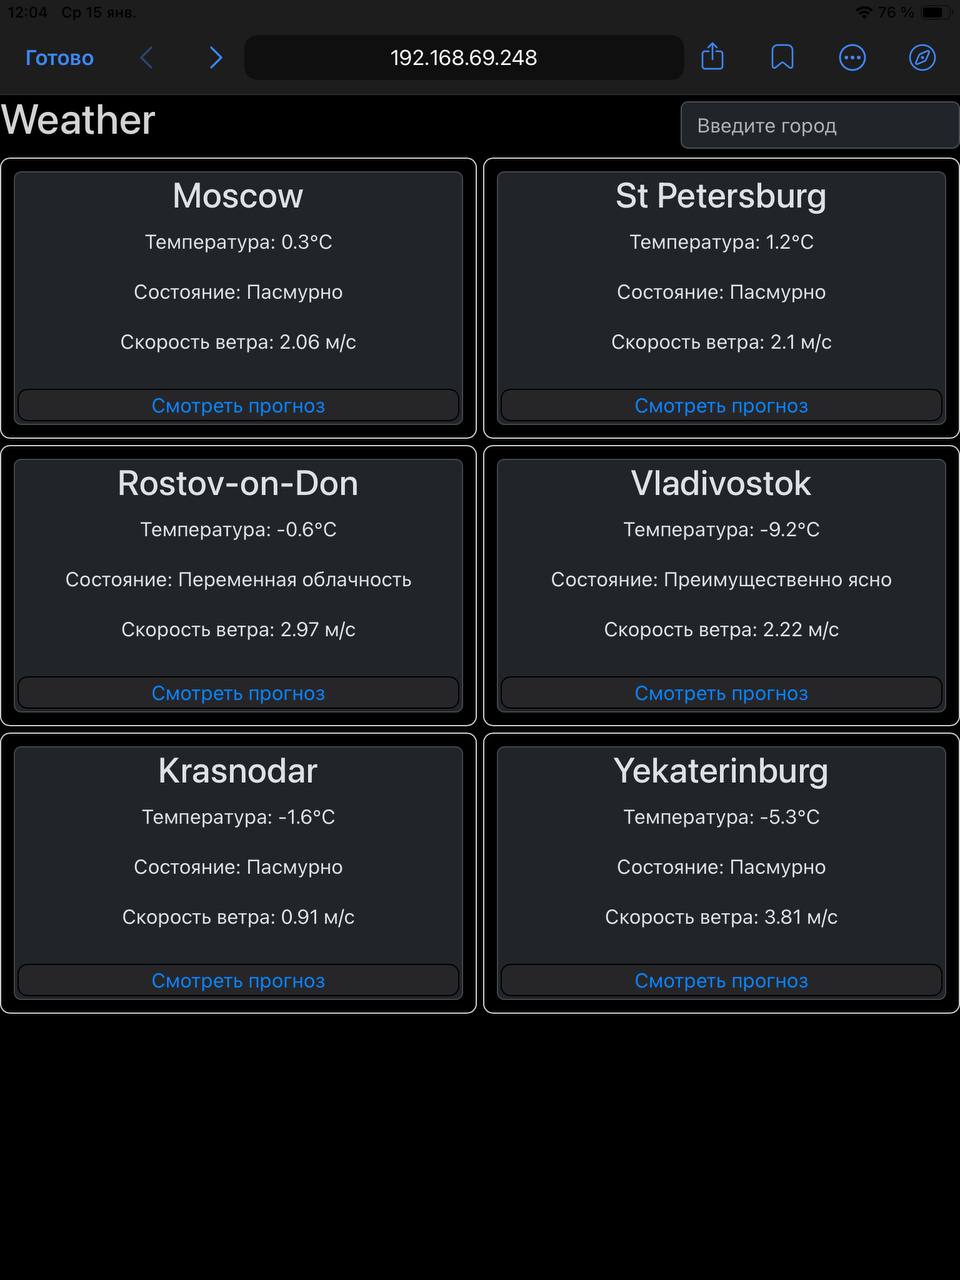 12:04 Ср 15 янв. 76 %
Готово 192.168.69.248
Weather Введите город
Moscow
Температура: 0.3°C
Состояние: Пасмурно
Скорость ветра: 2.06 м/с
Смотреть прогноз
St Petersburg
Температура: 1.2°C
Состояние: Пасмурно
Скорость ветра: 2.1 м/с
Смотреть прогноз
Rostov-on-Don
Температура: -0.6°C
Состояние: Переменная облачность
Скорость ветра: 2.97 м/с
Смотреть прогноз
Vladivostok
Температура: -9.2°C
Состояние: Преимущественно ясно
Скорость ветра: 2.22 м/с
Смотреть прогноз
Krasnodar
Температура: -1.6°C
Состояние: Пасмурно
Скорость ветра: 0.91 м/с
Смотреть прогноз
Yekaterinburg
Температура: -5.3°C
Состояние: Пасмурно
Скорость ветра: 3.81 м/с
Смотреть прогноз